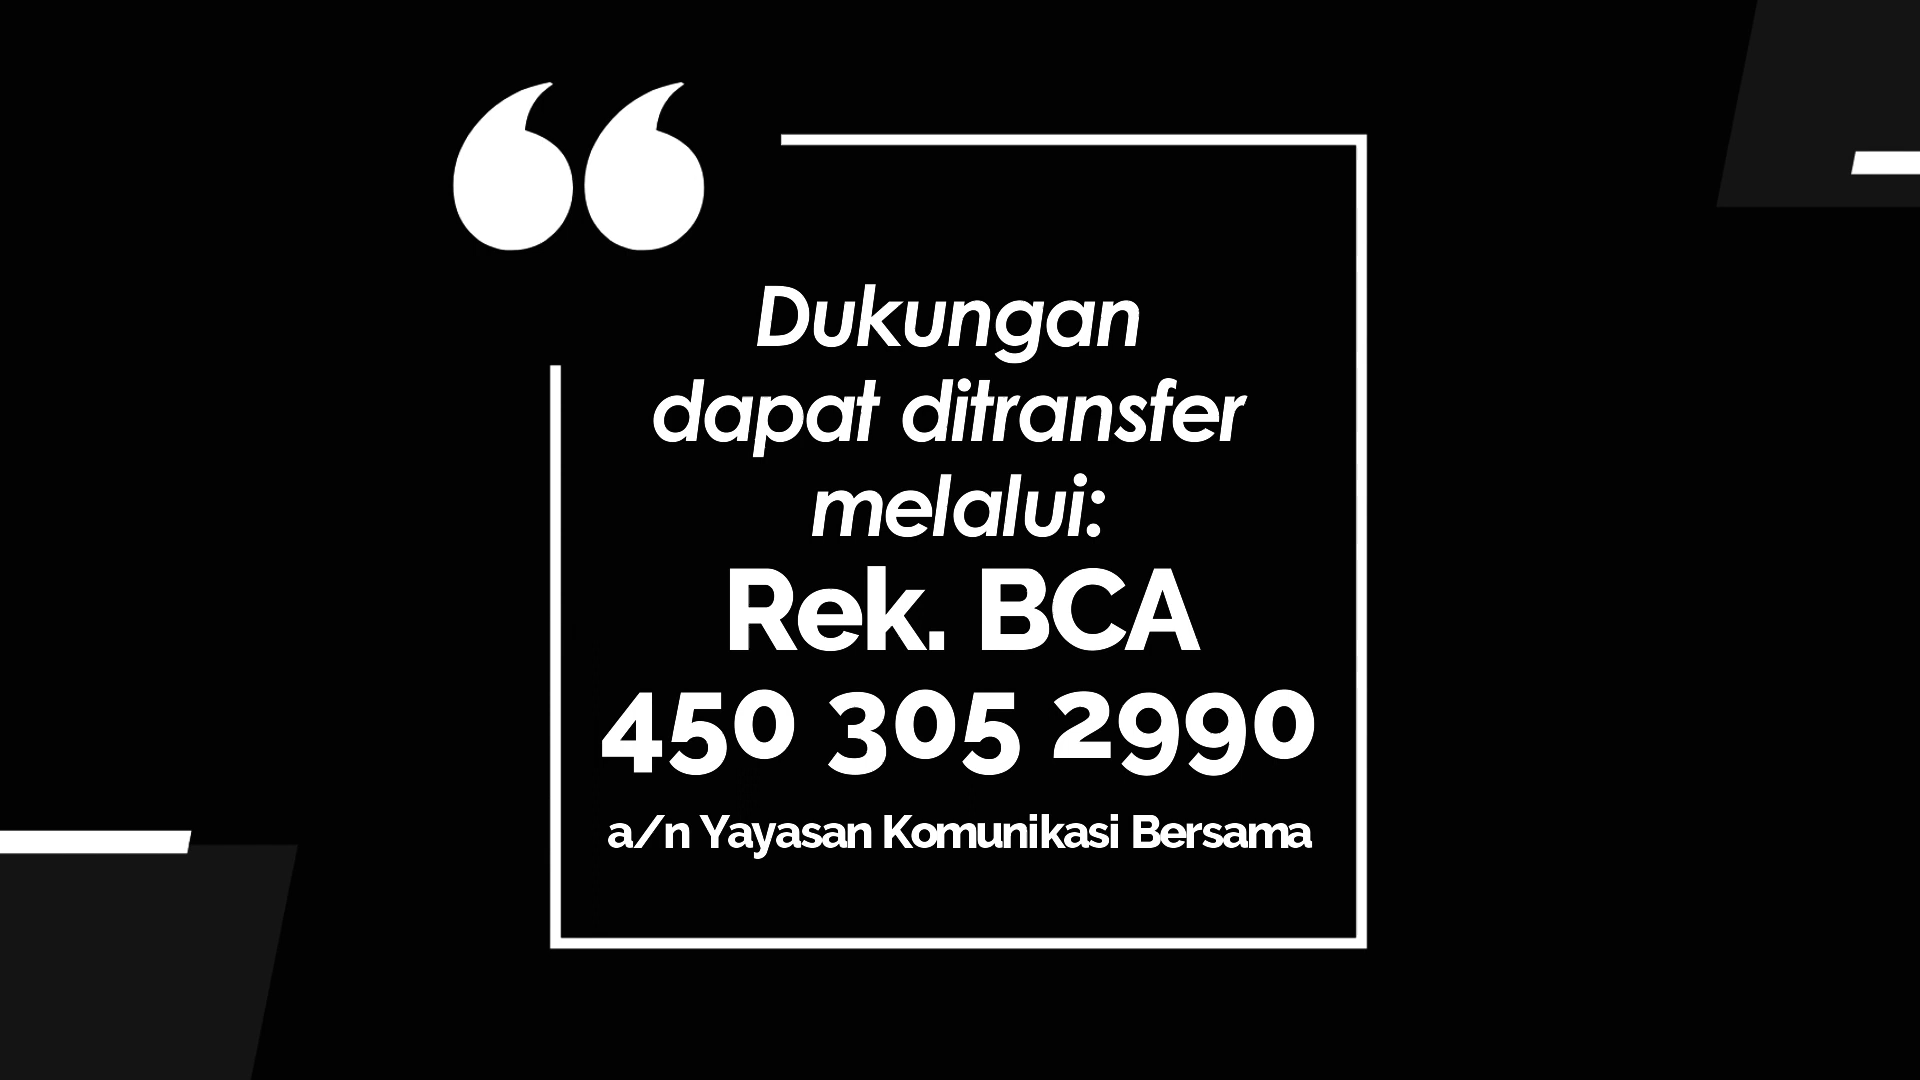 Dukungan
dapat ditransfer
melalui:
Rek. BCA
450 305 2990
a/n Yayasan Komunikasi Bersama